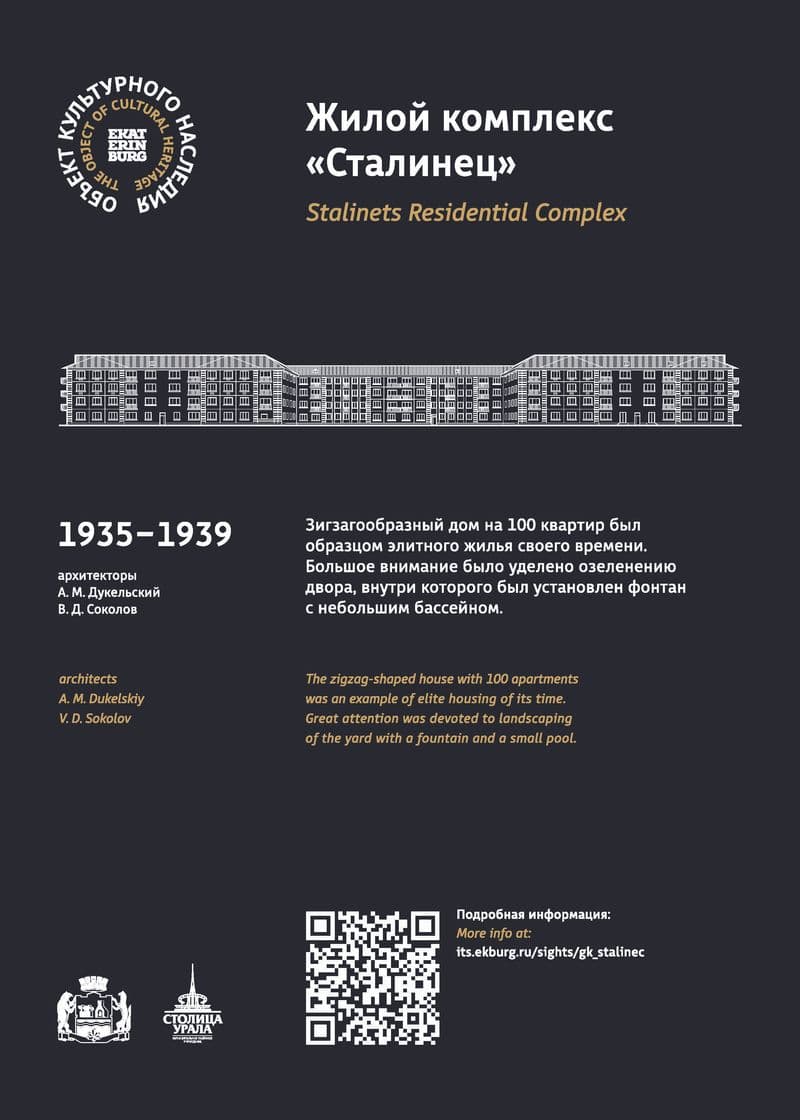 ОБЪЕКТ КУЛЬТУРНОГО НАСЛЕДИЯ
THE OBJECT OF CULTURAL HERITAGE
EKAT
ERIN
BURG
Жилой комплекс
«Сталинец»
Stalinets Residential Complex
1935–1939
архитекторы
А. М. Дукельский
В. Д. Соколов
Зигзагообразный дом на 100 квартир был
образцом элитного жилья своего времени.
Большое внимание было уделено озеленению
двора, внутри которого был установлен фонтан
с небольшим бассейном.
architects
A. M. Dukelskiy
V. D. Sokolov
The zigzag-shaped house with 100 apartments
was an example of elite housing of its time.
Great attention was devoted to landscaping
of the yard with a fountain and a small pool.
Подробная информация:
More info at:
its.ekburg.ru/sights/gk_stalinec
СТОЛИЦА
УРАЛА